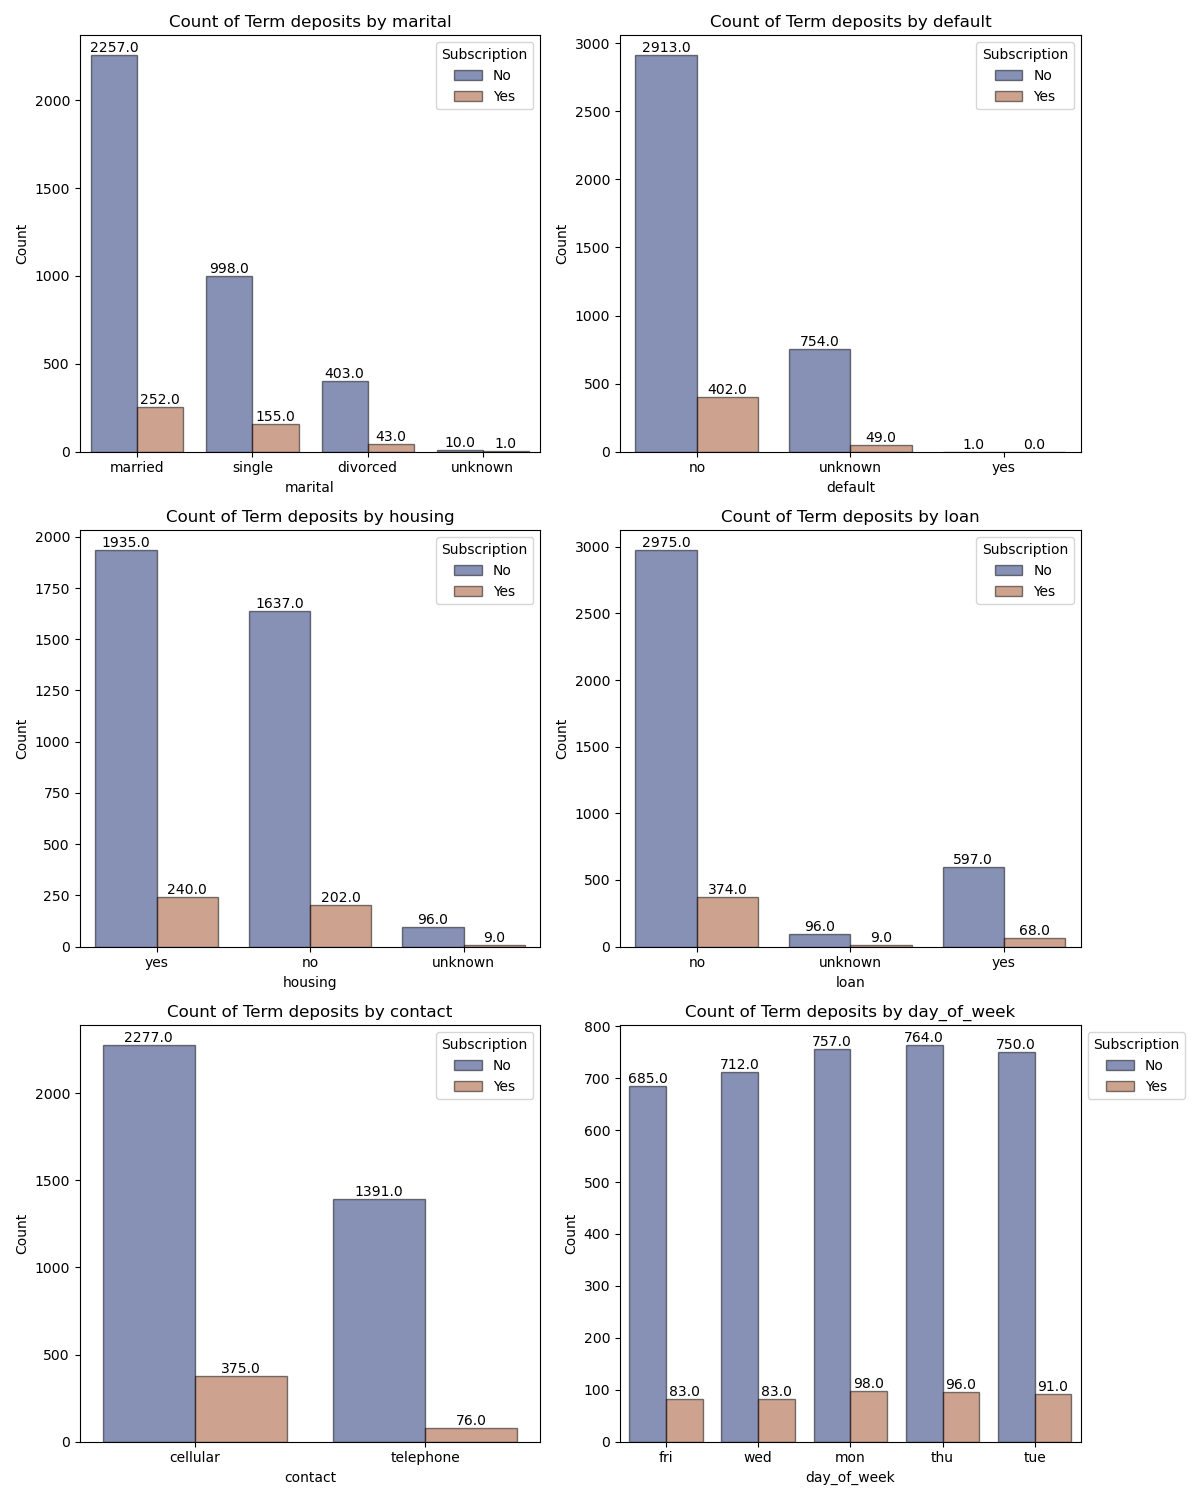 Count of Term deposits by marital
2257.0
998.0
403.0
10.0
252.0
155.0
43.0
1.0
Subscription
No
Yes
2000
1500
1000
500
0
Count
married
single
divorced
unknown
marital
Count of Term deposits by default
2913.0
754.0
1.0
402.0
49.0
0.0
Subscription
No
Yes
3000
2500
2000
1500
1000
500
0
Count
no
unknown
yes
default
Count of Term deposits by housing
1935.0
1637.0
96.0
240.0
202.0
9.0
Subscription
No
Yes
2000
1750
1500
1250
1000
750
500
250
0
Count
yes
no
unknown
housing
Count of Term deposits by loan
2975.0
96.0
597.0
374.0
9.0
68.0
Subscription
No
Yes
3000
2500
2000
1500
1000
500
0
Count
no
unknown
yes
loan
Count of Term deposits by contact
2277.0
1391.0
375.0
76.0
Subscription
No
Yes
2000
1500
1000
500
0
Count
cellular
telephone
contact
Count of Term deposits by day_of_week
685.0
712.0
757.0
764.0
750.0
83.0
83.0
98.0
96.0
91.0
Subscription
No
Yes
800
700
600
500
400
300
200
100
0
Count
fri
wed
mon
thu
tue
day_of_week